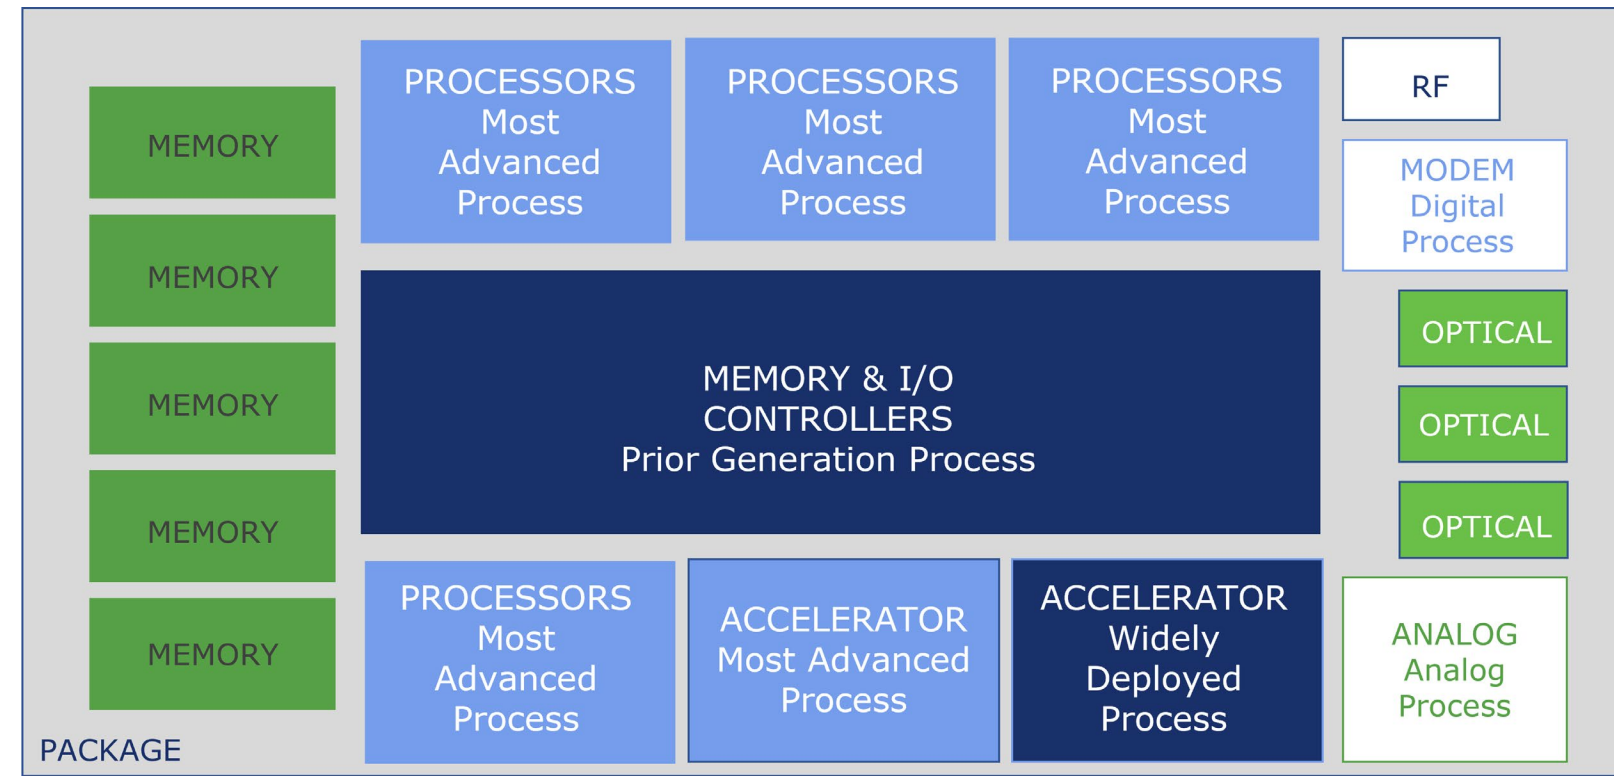 MEMORY
MEMORY
MEMORY
MEMORY
MEMORY
PROCESSORS
Most
Advanced
Process
PROCESSORS
Most
Advanced
Process
PROCESSORS
Most
Advanced
Process
RF
MODEM
Digital
Process
MEMORY & I/O
CONTROLLERS
Prior Generation Process
OPTICAL
OPTICAL
OPTICAL
PROCESSORS
Most
Advanced
Process
ACCELERATOR
Most Advanced
Process
ACCELERATOR
Widely
Deployed
Process
ANALOG
Analog
Process
PACKAGE